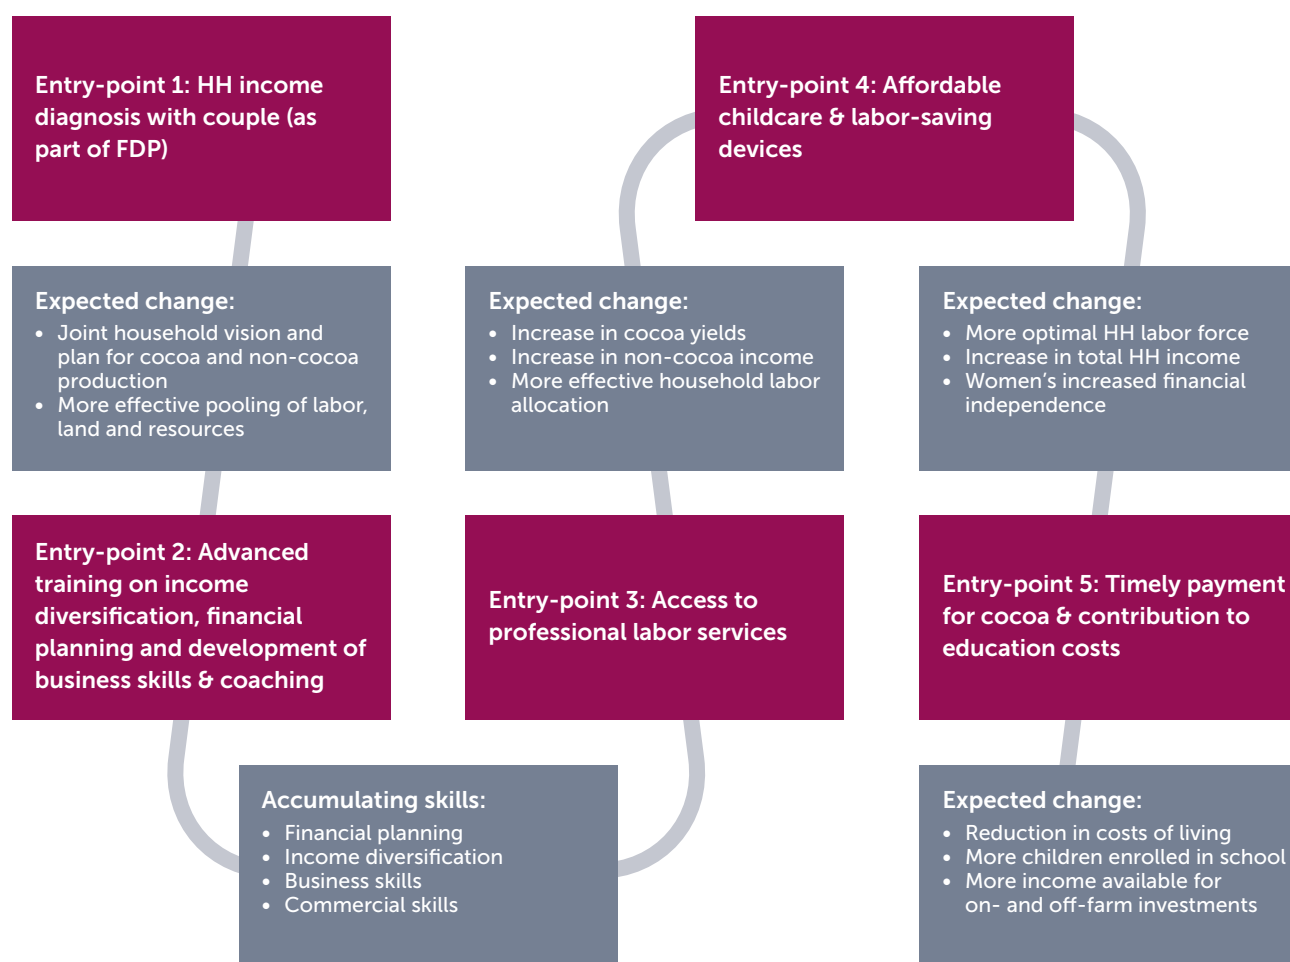 Entry-point 1: HH income
diagnosis with couple (as
part of FDP)
Expected change:
• Joint household vision and
plan for cocoa and non-cocoa
production
• More effective pooling of labor,
land and resources
Entry-point 2: Advanced
training on income
diversification, financial
planning and development of
business skills & coaching
Accumulating skills:
• Financial planning
• Income diversification
• Business skills
• Commercial skills
Entry-point 3: Access to
professional labor services
Expected change:
• Increase in cocoa yields
• Increase in non-cocoa income
• More effective household labor
allocation
Entry-point 4: Affordable
childcare & labor-saving
devices
Expected change:
• More optimal HH labor force
• Increase in total HH income
• Women’s increased financial
independence
Entry-point 5: Timely payment
for cocoa & contribution to
education costs
Expected change:
• Reduction in costs of living
• More children enrolled in school
• More income available for
on- and off-farm investments